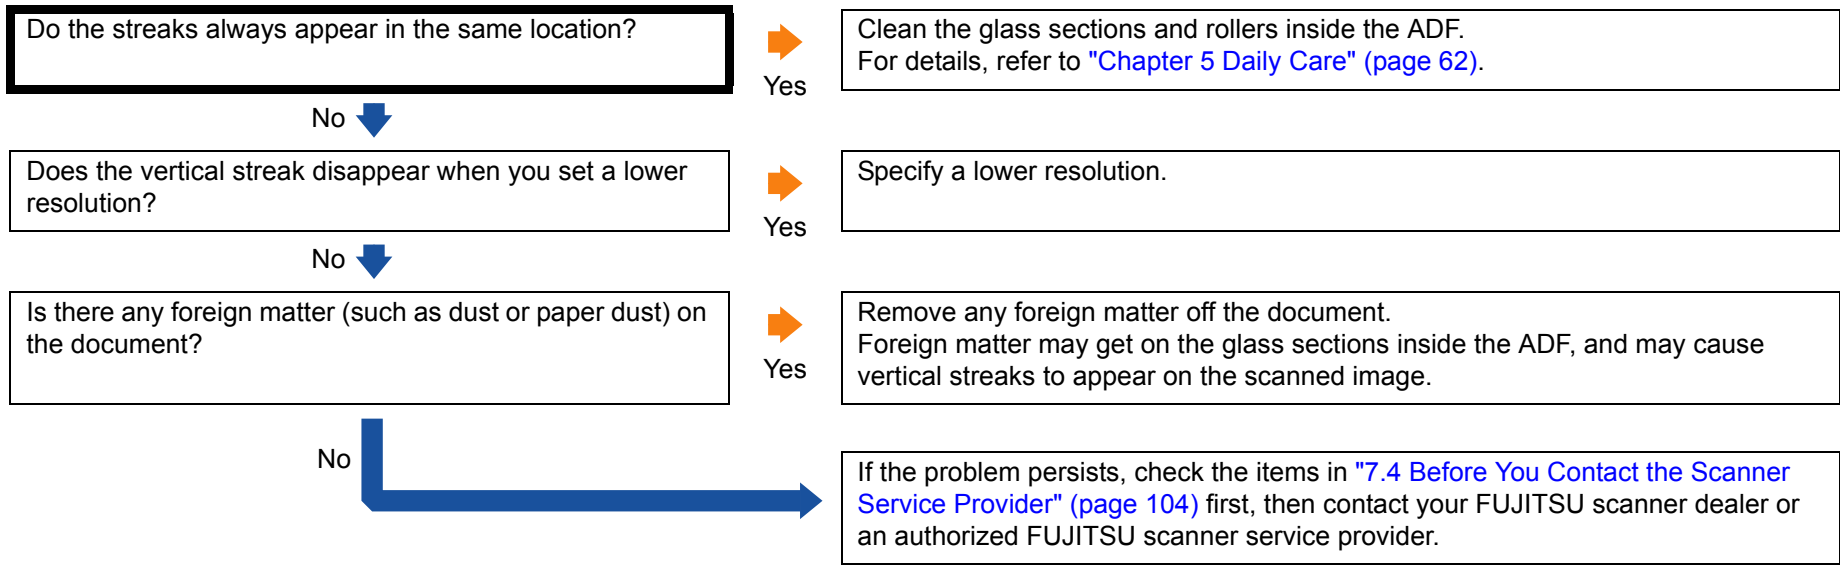 Do the streaks always appear in the same location?
Yes
Clean the glass sections and rollers inside the ADF.
For details, refer to "Chapter 5 Daily Care" (page 62).
No
Does the vertical streak disappear when you set a lower
resolution?
Yes
Specify a lower resolution.
No
Is there any foreign matter (such as dust or paper dust) on
the document?
Yes
Remove any foreign matter off the document.
Foreign matter may get on the glass sections inside the ADF, and may cause
vertical streaks to appear on the scanned image.
No
If the problem persists, check the items in "7.4 Before You Contact the Scanner
Service Provider" (page 104) first, then contact your FUJITSU scanner dealer or
an authorized FUJITSU scanner service provider.